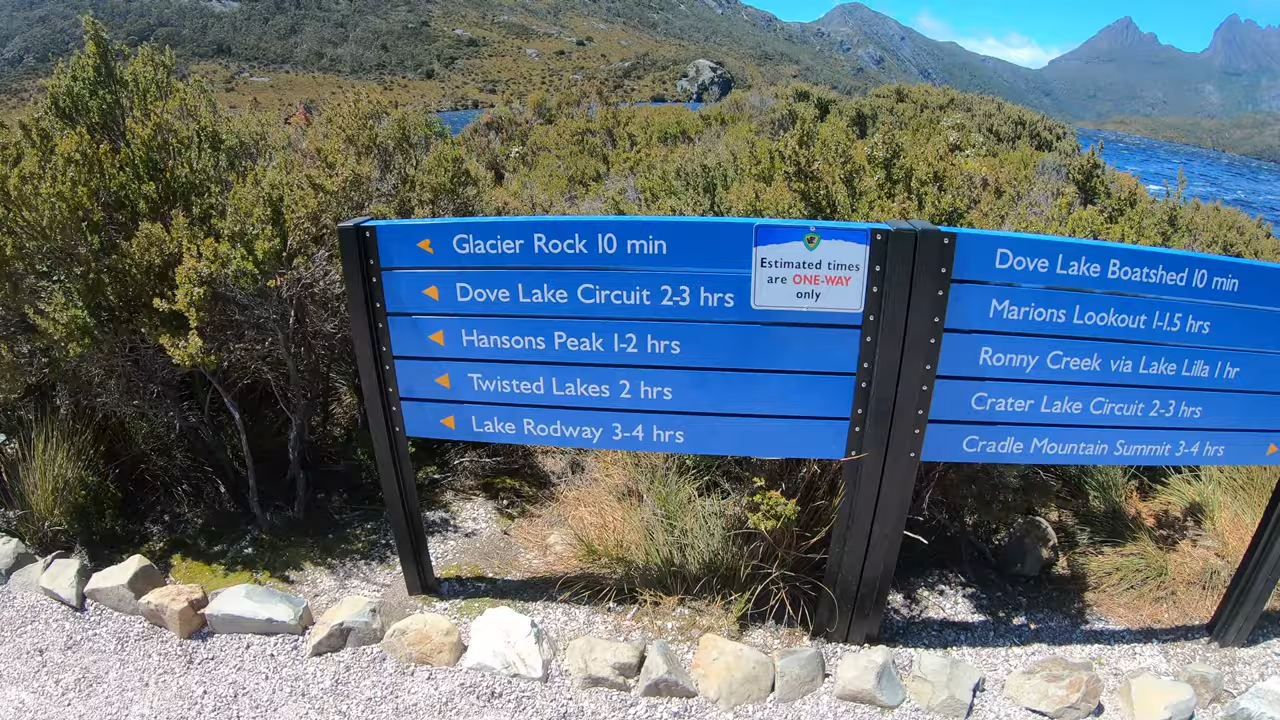 Glacier Rock 10 min
Dove Lake Circuit 2-3 hrs
Hansons Peak 1-2 hrs
Twisted Lakes 2 hrs
Lake Rodway 3-4 hrs
Estimated times
are ONE-WAY
only
Dove Lake Boatshed 10 min
Marions Lookout 1-1.5 hrs
Ronny Creek via Lake Lilla 1 hr
Crater Lake Circuit 2-3 hrs
Cradle Mountain Summit 3-4 hrs